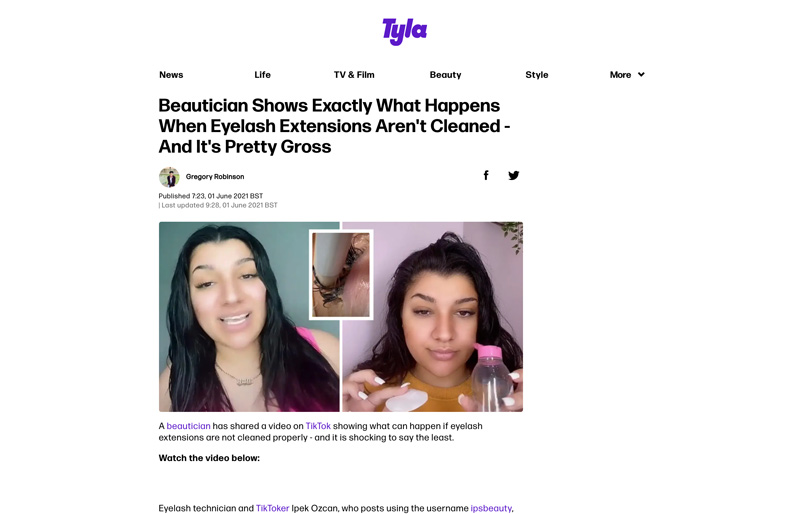 Tyla
News Life TV & Film Beauty Style More
Beautician Shows Exactly What Happens
When Eyelash Extensions Aren't Cleaned -
And It's Pretty Gross
Gregory Robinson
Published 7:23, 01 June 2021 BST
| Last updated 9:28, 01 June 2021 BST
A beautician has shared a video on TikTok showing what can happen if eyelash
extensions are not cleaned properly - and it is shocking to say the least.
Watch the video below:
Eyelash technician and TikToker Ipek Ozcan, who posts using the username ipsbeauty,